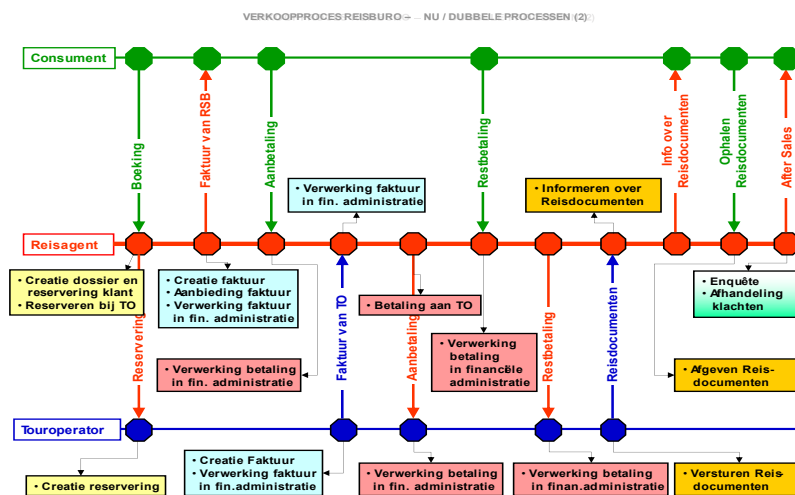 VERKOOPPROCES REISBURO – NU / DUBBELE PROCESSEN (2)
Consument
Boeking
Faktuur van RSB
Aanbetaling
Restbetaling
Info over
Reisdocumenten
Ophalen
Reisdocumenten
After Sales
• Verwerking faktuur
in fin. administratie
• Informeren over
Reisdocumenten
Reisagent
• Creatie dossier en
reservering klant
• Reserveren bij TO
• Creatie faktuur
• Aanbieding faktuur
• Verwerking faktuur
in fin. administratie
• Betaling aan TO
• Enquête
• Afhandeling
klachten
• Verwerking betaling
in fin. administratie
• Verwerking
betaling
in financiële
administratie
• Afgeven Reis-
documenten
Reservering
Faktuur van TO
Aanbetaling
Restbetaling
Reisdocumenten
Touroperator
• Creatie reservering
• Creatie Faktuur
• Verwerking faktuur
in fin.administratie
• Verwerking betaling
in fin. administratie
• Verwerking betaling
in finan.administratie
• Versturen Reis-
documenten